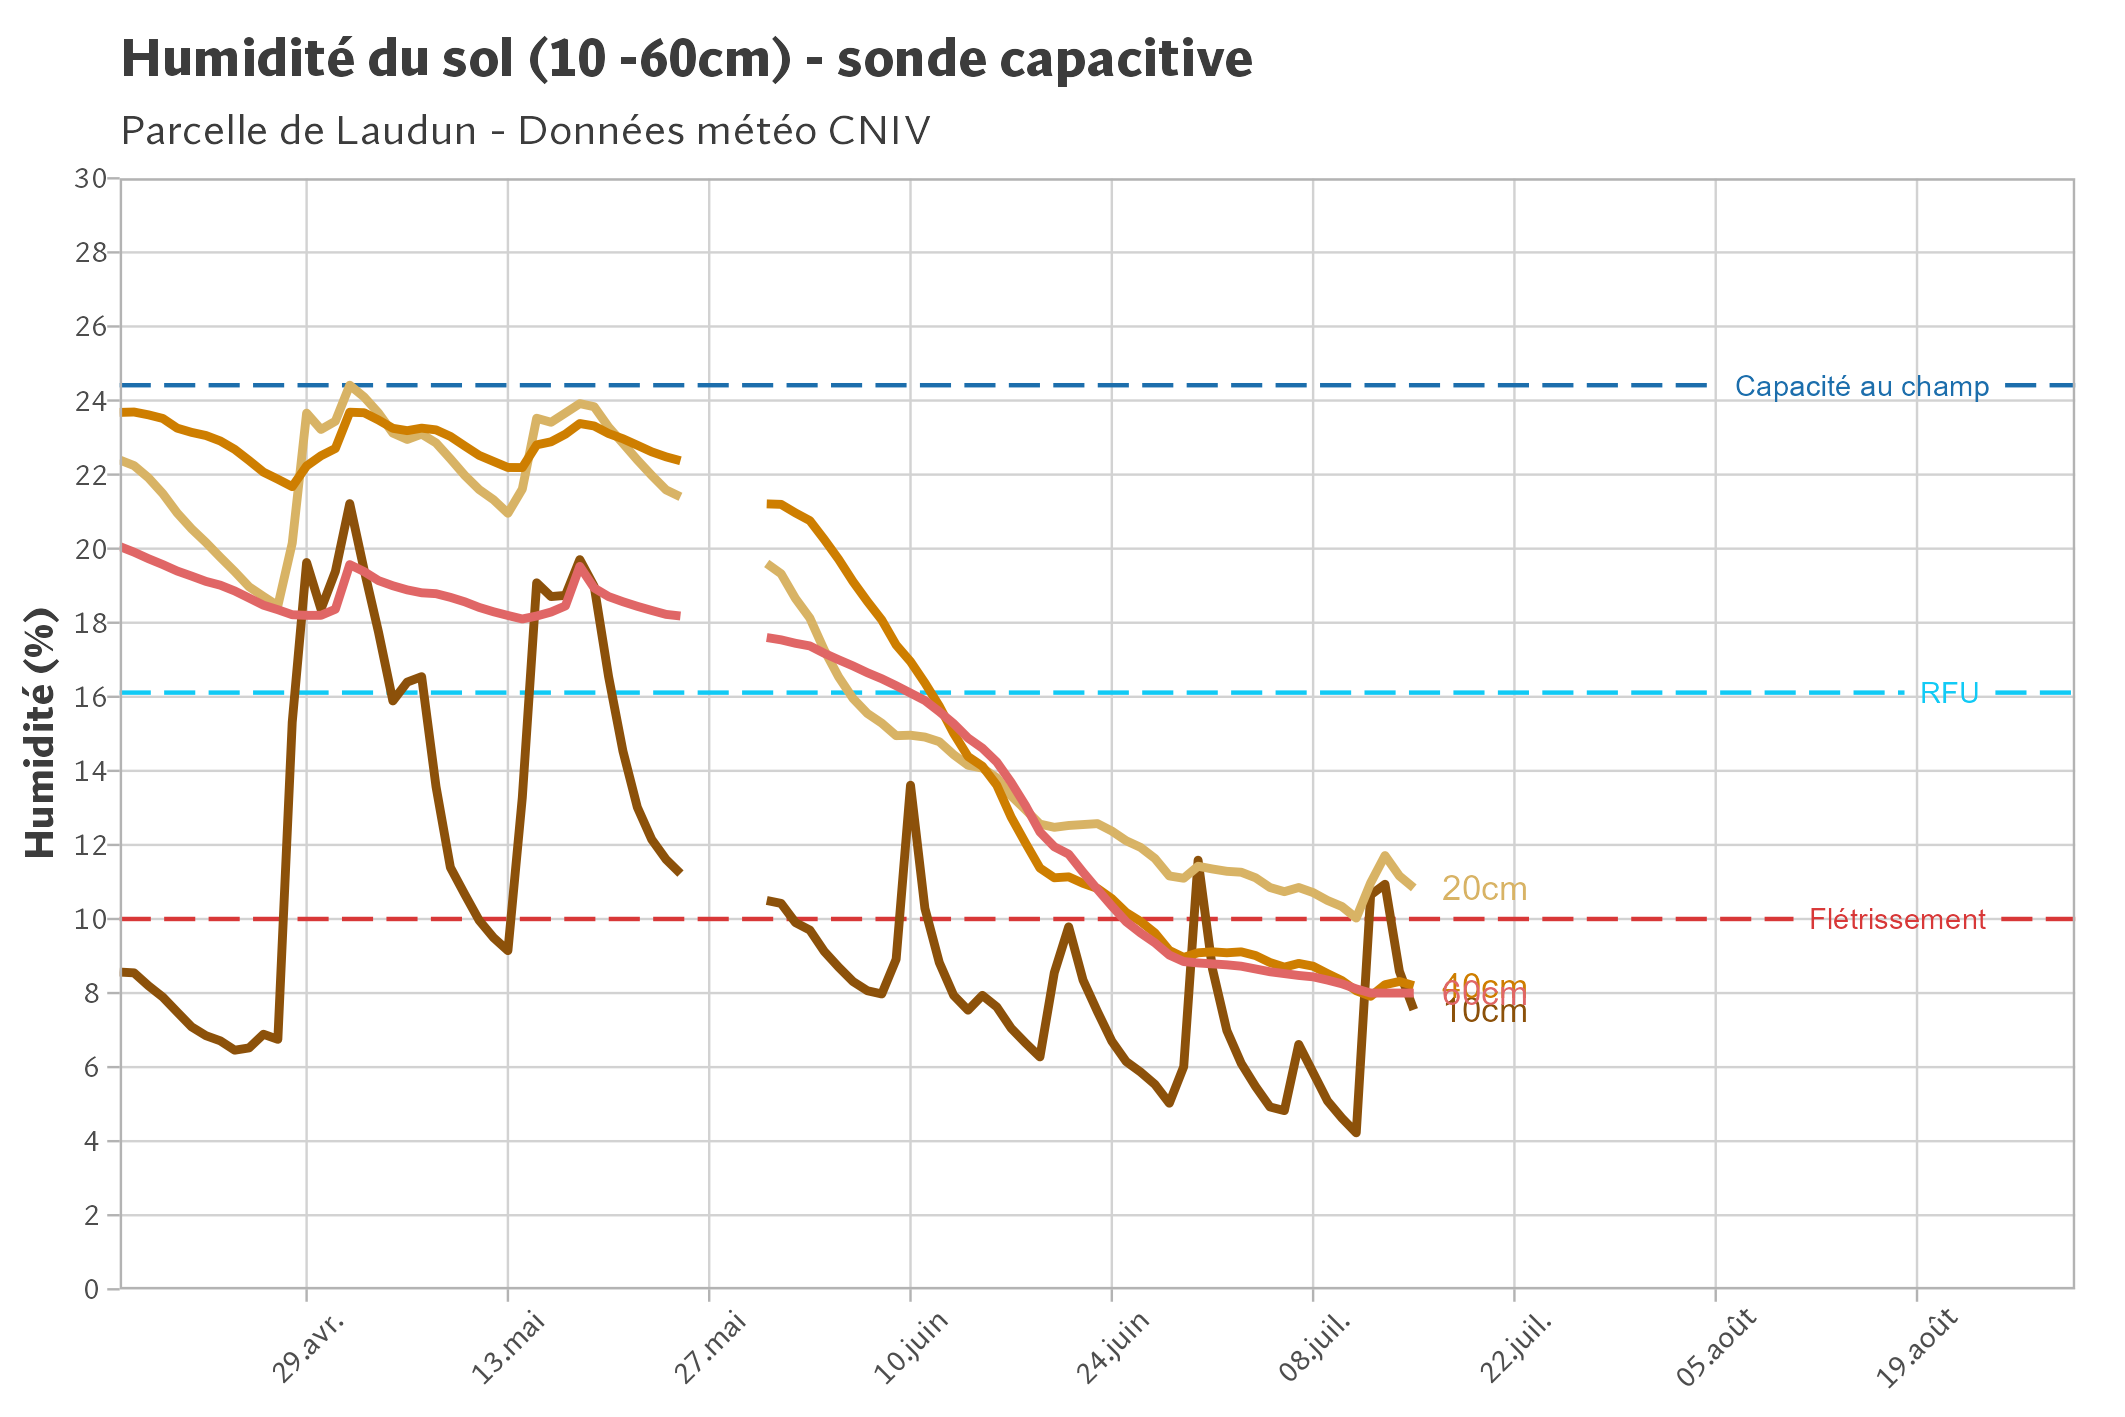 Humidité du sol (10 -60cm) - sonde capacitive
Parcelle de Laudun - Données météo CNIV
Humidité (%)
30
28
26
24
22
20
18
16
14
12
10
8
6
4
2
0
Capacité au champ
RFU
Flétrissement
20cm
40cm
60cm
10cm
29.avr.
13.mai
27.mai
10.juin
24.juin
08.juil.
22.juil.
05.août
19.août